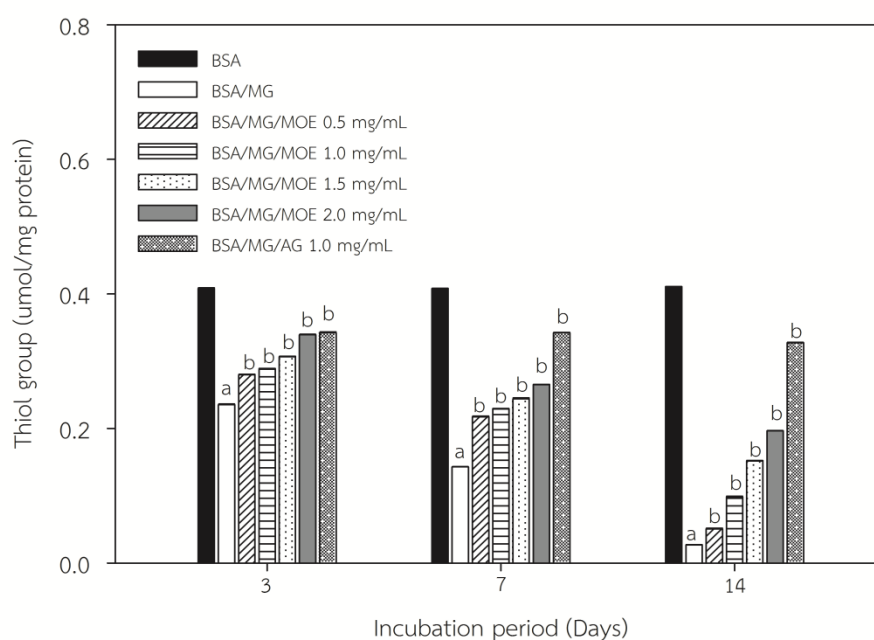 0.8
0.6
0.4
0.2
0.0
Thiol group (umol/mg protein)
BSA
BSA/MG
BSA/MG/MOE 0.5 mg/mL
BSA/MG/MOE 1.0 mg/mL
BSA/MG/MOE 1.5 mg/mL
BSA/MG/MOE 2.0 mg/mL
BSA/MG/AG 1.0 mg/mL
a b b b b b
a b b b b b
a b b b b b
3 7 14
Incubation period (Days)